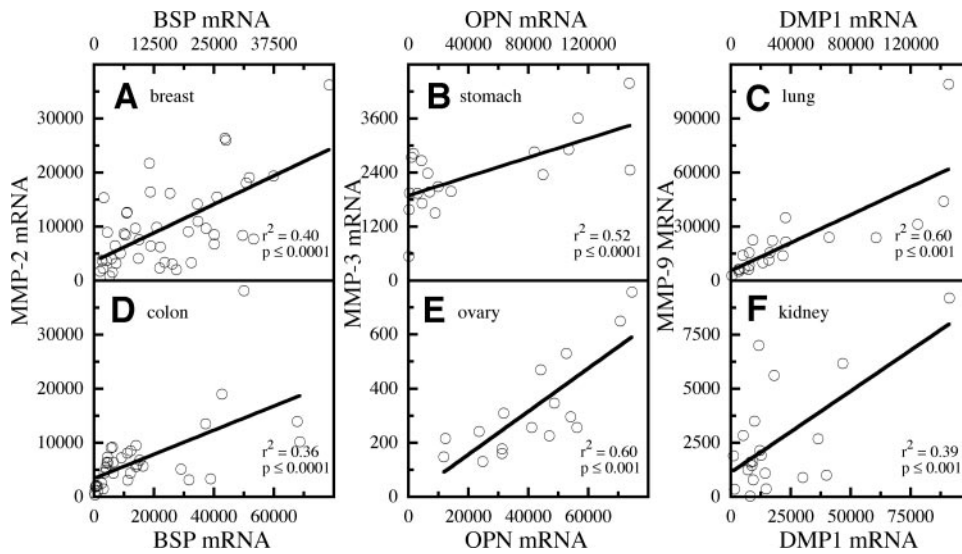 BSP mRNA
OPN mRNA
DMP1 mRNA
0 12500 25000 37500
0 40000 80000 120000
0 40000 80000 120000
A breast
B stomach
C lung
MMP-2 mRNA
MMP-3 mRNA
MMP-9 MRNA
30000
20000
10000
0
3600
2400
1200
0
90000
60000
30000
0
r² = 0.40
p ≤ 0.0001
r² = 0.52
p ≤ 0.0001
r² = 0.60
p ≤ 0.001
D colon
E ovary
F kidney
30000
20000
10000
0
600
400
200
0
7500
5000
2500
0
r² = 0.36
p ≤ 0.0001
r² = 0.60
p ≤ 0.001
r² = 0.39
p ≤ 0.001
0 20000 40000 60000
0 20000 40000 60000
0 30000 60000
BSP mRNA
OPN mRNA
DMP1 mRNA